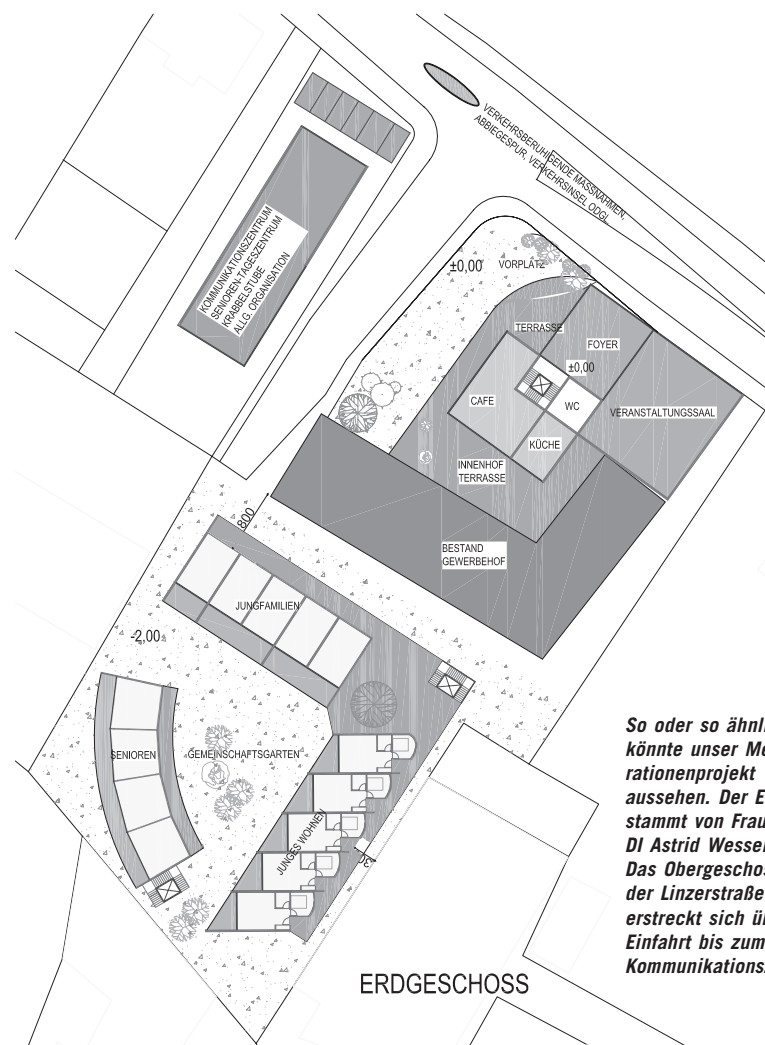 VERKEHRSBERUHIGENDE MASSNAHMEN,
ABBIEGESPUR, VERKEHRSINSEL ODGL.
KOMMUNIKATIONSZENTRUM
SENIOREN-TAGESZENTRUM
KRABBELSTUBE
ALLG. ORGANISATION
±0,00
VORPLATZ
TERRASSE
FOYER
±0,00
CAFE
WC
VERANSTALTUNGSSAAL
KÜCHE
INNENHOF
TERRASSE
BESTAND
GEWERBEHOF
800
JUNGFAMILIEN
-2,00
SENIOREN
GEMEINSCHAFTSGARTEN
JUNGES WOHNEN
So oder so ähnli
könnte unser Me
rationenprojekt
aussehen. Der E
stammt von Frau
DI Astrid Wessel
Das Obergeschos
der Linzerstraße
erstreckt sich ü
Einfahrt bis zum
Kommunikations
ERDGESCHOSS